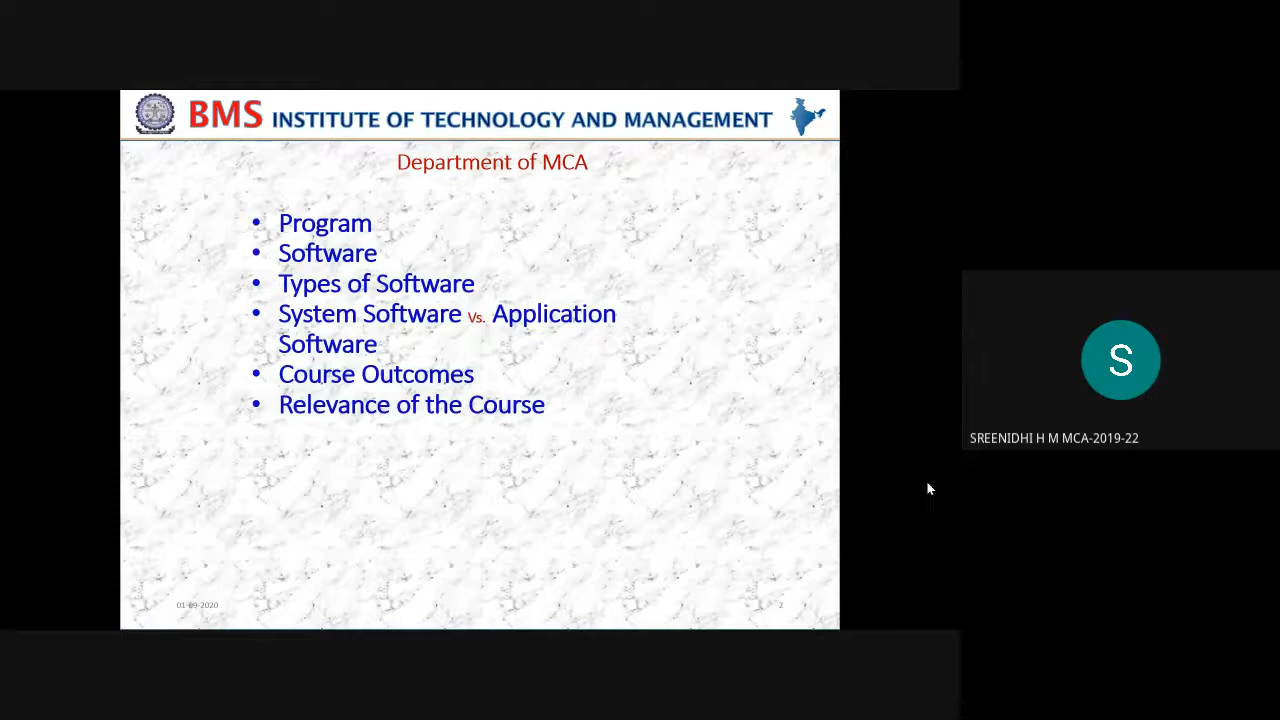 BMS INSTITUTE OF TECHNOLOGY AND MANAGEMENT
Department of MCA
• Program
• Software
• Types of Software
• System Software Vs. Application
Software
• Course Outcomes
• Relevance of the Course
01-09-2020
2
S
SREENIDHI H M MCA-2019-22